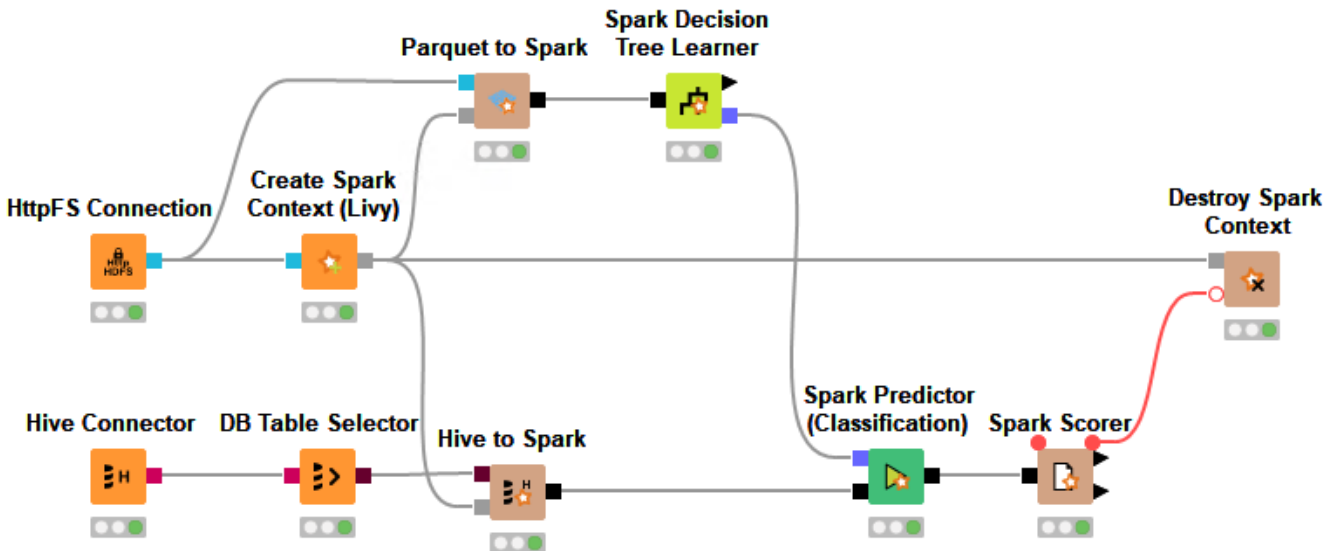 Spark Decision
Tree Learner
Parquet to Spark
Create Spark
Context (Livy)
HttpFS Connection
HDFS
Destroy Spark
Context
Hive Connector
H
DB Table Selector
Hive to Spark
H
Spark Predictor
(Classification)
Spark Scorer